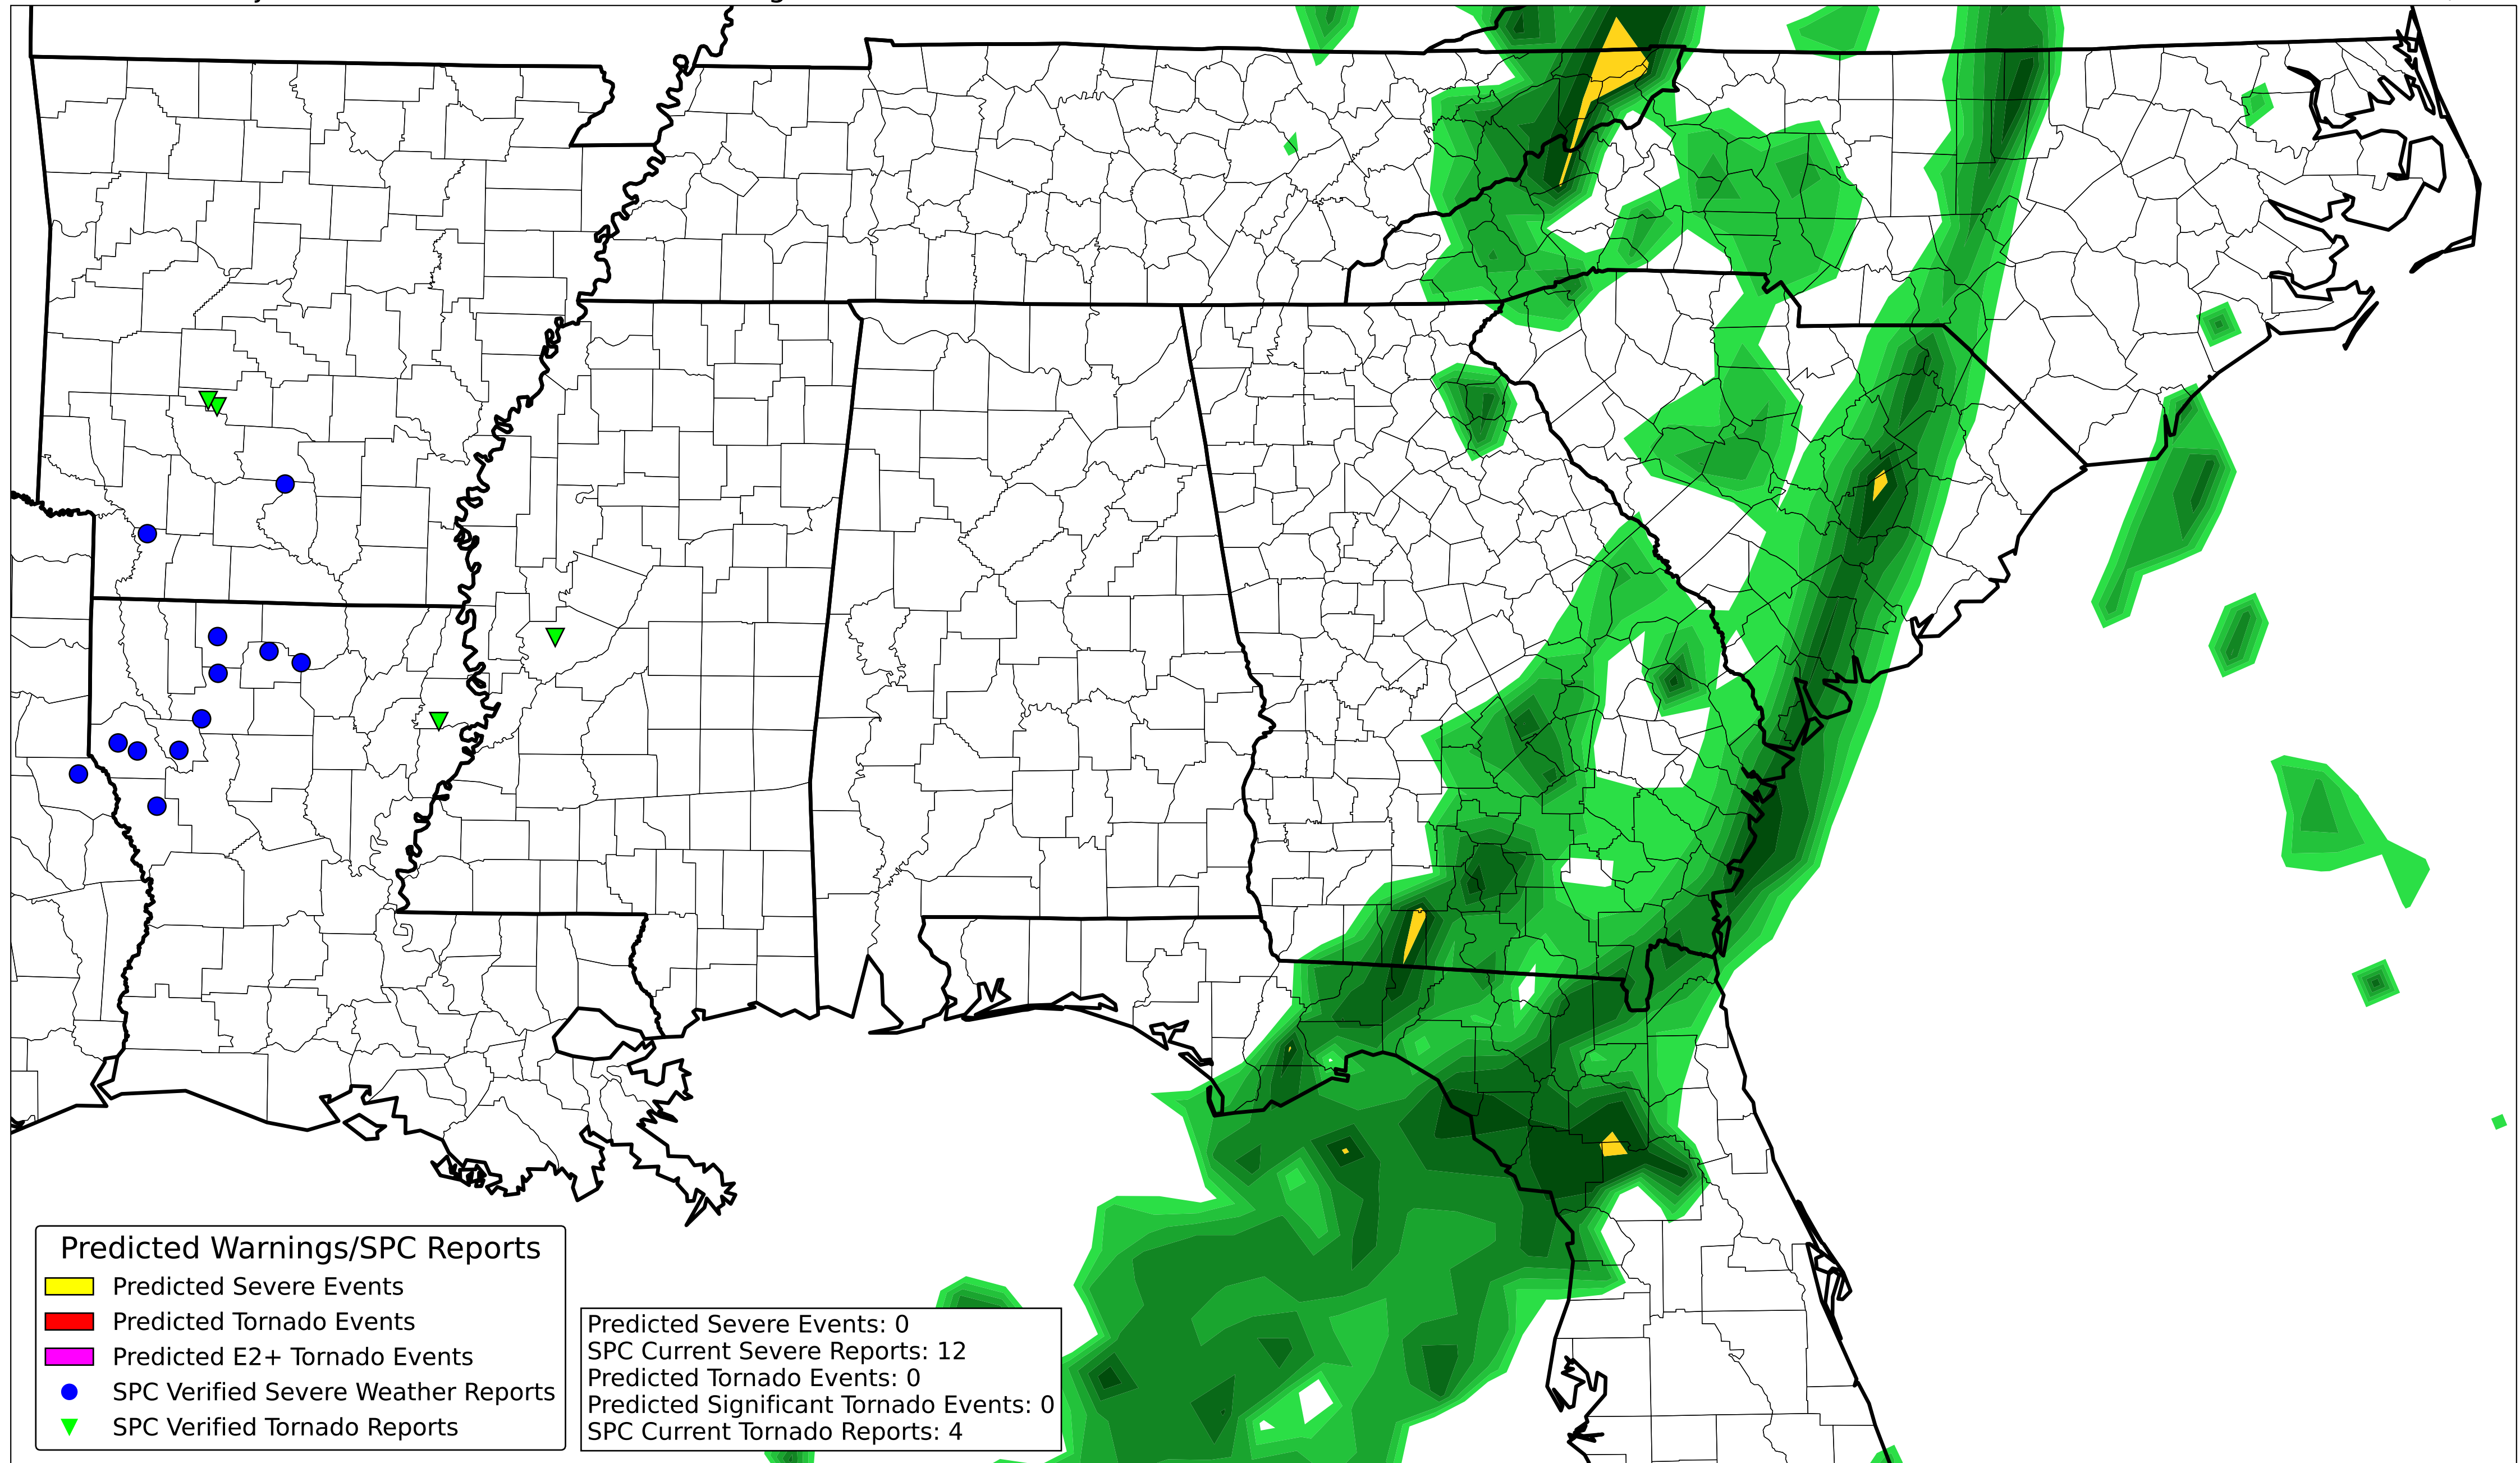 Predicted Warnings/SPC Reports
Predicted Severe Events
Predicted Tornado Events
Predicted E2+ Tornado Events
SPC Verified Severe Weather Reports
SPC Verified Tornado Reports
Predicted Severe Events: 0
SPC Current Severe Reports: 12
Predicted Tornado Events: 0
Predicted Significant Tornado Events: 0
SPC Current Tornado Reports: 4